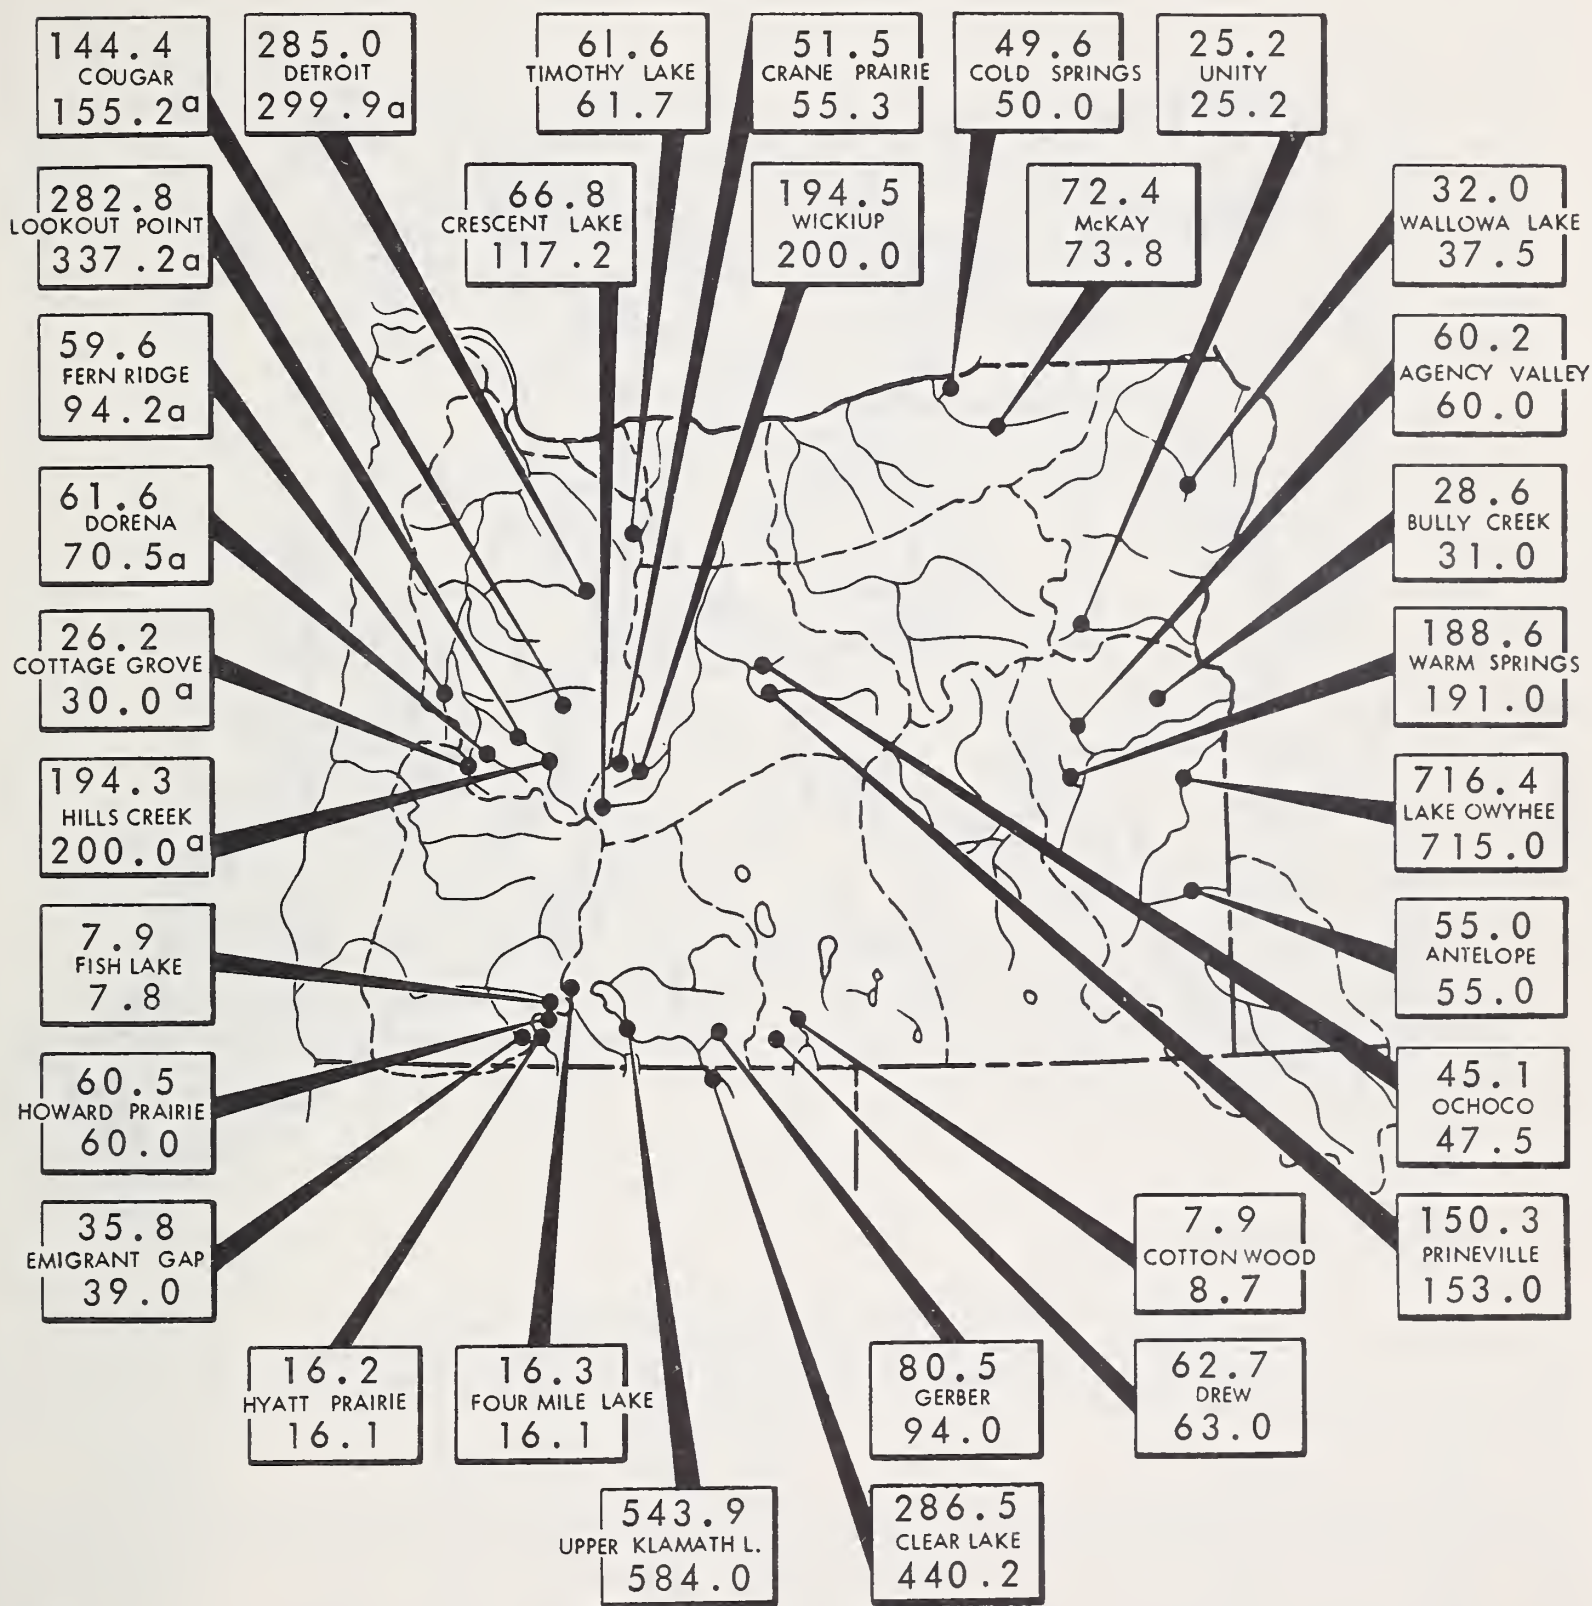 144.4
COUGAR
155.2a
285.0
DETROIT
299.9a
61.6
TIMOTHY LAKE
61.7
51.5
CRANE PRAIRIE
55.3
49.6
COLD SPRINGS
50.0
25.2
UNITY
25.2
282.8
LOOKOUT POINT
337.2a
66.8
CRESCENT LAKE
117.2
194.5
WICKIUP
200.0
72.4
McKAY
73.8
32.0
WALLOWA LAKE
37.5
59.6
FERN RIDGE
94.2a
60.2
AGENCY VALLEY
60.0
61.6
DORENA
70.5a
28.6
BULLY CREEK
31.0
26.2
COTTAGE GROVE
30.0a
188.6
WARM SPRINGS
191.0
194.3
HILLS CREEK
200.0a
716.4
LAKE OWYHEE
715.0
7.9
FISH LAKE
7.8
55.0
ANTELOPE
55.0
60.5
HOWARD PRAIRIE
60.0
45.1
OCHOCO
47.5
35.8
EMIGRANT GAP
39.0
7.9
COTTON WOOD
8.7
150.3
PRINEVILLE
153.0
16.2
HYATT PRAIRIE
16.1
16.3
FOUR MILE LAKE
16.1
80.5
GERBER
94.0
62.7
DREW
63.0
543.9
UPPER KLAMATH L.
584.0
286.5
CLEAR LAKE
440.2